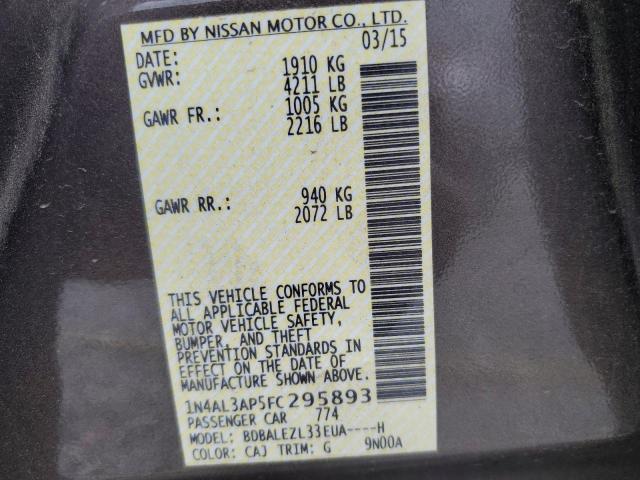 MFD BY NISSAN MOTOR CO., LTD.
DATE: 03/15
GVWR: 1910 KG
4211 LB
GAWR FR.: 1005 KG
2216 LB
GAWR RR.: 940 KG
2072 LB
THIS VEHICLE CONFORMS TO
ALL APPLICABLE FEDERAL
MOTOR VEHICLE SAFETY,
BUMPER, AND THEFT
PREVENTION STANDARDS IN
EFFECT ON THE DATE OF
MANUFACTURE SHOWN ABOVE.
1N4AL3AP5FC295893
PASSENGER CAR 774
MODEL: BDBALEZL33EUA----H
COLOR: CAJ TRIM: G 9N00A